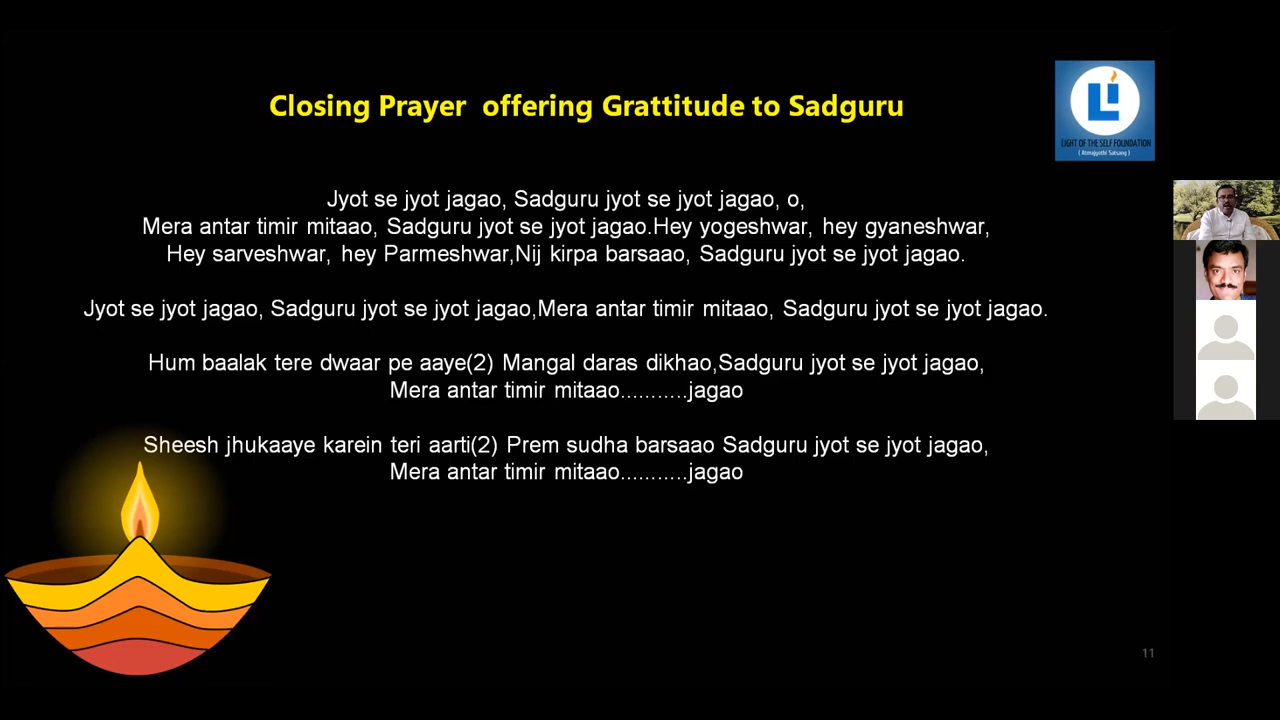 Closing Prayer offering Grattitude to Sadguru
LIGHT OF THE SELF FOUNDATION
( Atmajyothi Satsang )
Jyot se jyot jagao, Sadguru jyot se jyot jagao, o,
Mera antar timir mitaao, Sadguru jyot se jyot jagao.Hey yogeshwar, hey gyaneshwar,
Hey sarveshwar, hey Parmeshwar,Nij kirpa barsaao, Sadguru jyot se jyot jagao.
Jyot se jyot jagao, Sadguru jyot se jyot jagao,Mera antar timir mitaao, Sadguru jyot se jyot jagao.
Hum baalak tere dwaar pe aaye(2) Mangal daras dikhao,Sadguru jyot se jyot jagao,
Mera antar timir mitaao...........jagao
Sheesh jhukaaye karein teri aarti(2) Prem sudha barsaao Sadguru jyot se jyot jagao,
Mera antar timir mitaao...........jagao
11